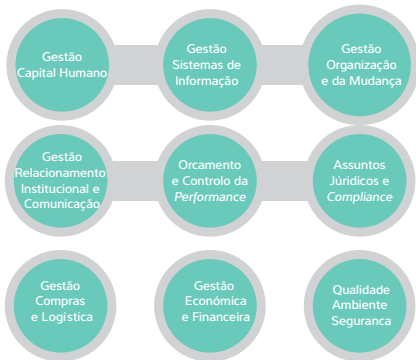 Gestão
Capital Humano
Gestão
Sistemas de
Informação
Gestão
Organização
e da Mudança
Gestão
Relacionamento
Institucional e
Comunicação
Orcamento
e Controlo da
Performance
Assuntos
Júridicos e
Compliance
Gestão
Compras
e Logística
Gestão
Económica
e Financeira
Qualidade
Ambiente
Seguranca